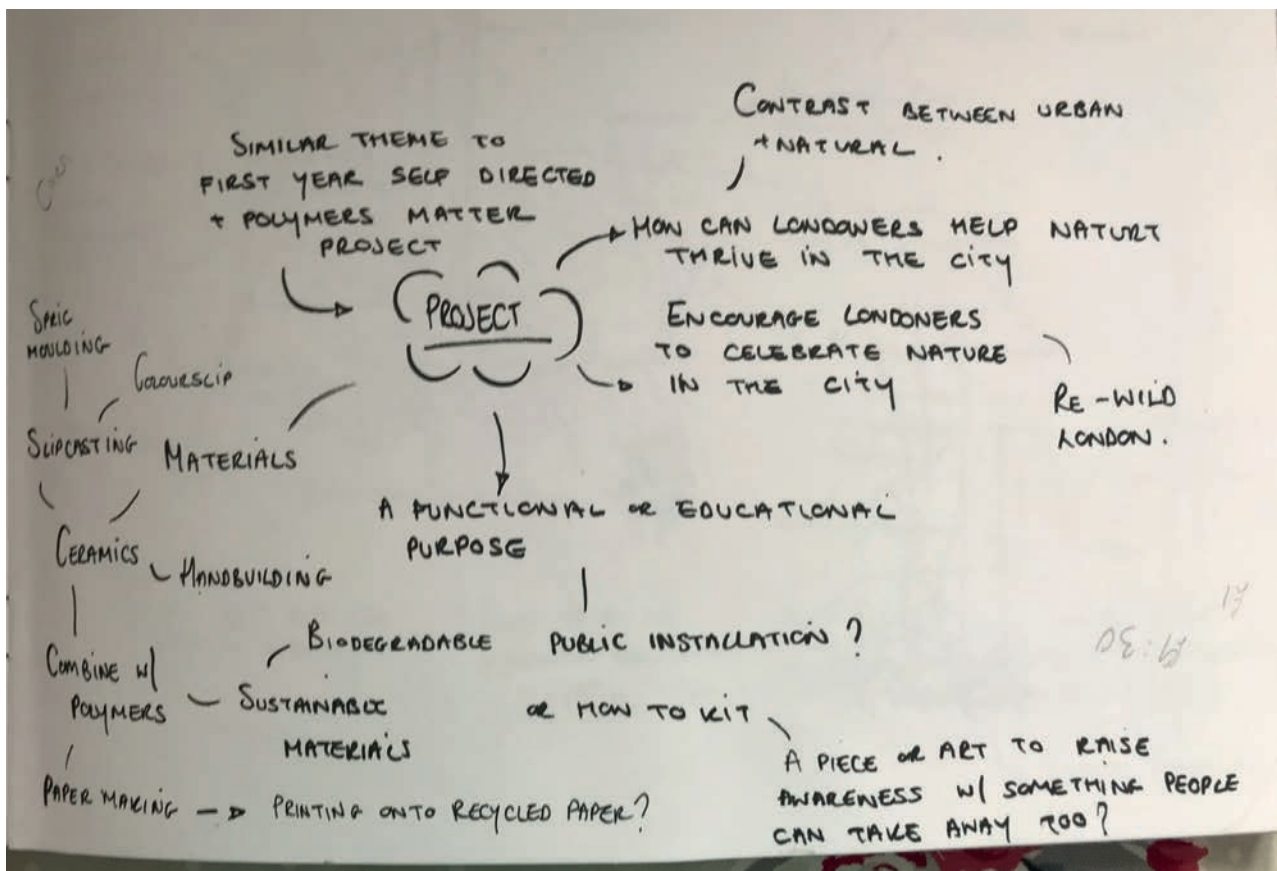 CONTRAST BETWEEN URBAN
+ NATURAL.
SIMILAR THEME TO
FIRST YEAR SELF DIRECTED
+ POLYMERS MATTER
PROJECT
HOW CAN LONDONERS HELP NATURE
THRIVE IN THE CITY
PROJECT
ENCOURAGE LONDONERS
TO CELEBRATE NATURE
IN THE CITY
RE-WILD
LONDON.
MOULDING
COLOURSLIP
SLIPCASTING
MATERIALS
A FUNCTIONAL OR EDUCATIONAL
PURPOSE
CERAMICS
HANDBUILDING
BIODEGRADABLE
PUBLIC INSTALLATION?
COMBINE W/
POLYMERS
SUSTAINABLE
MATERIALS
OR HOW TO KIT
A PIECE OR ART TO RAISE
AWARENESS W/ SOMETHING PEOPLE
CAN TAKE AWAY TOO?
PAPER MAKING
PRINTING ONTO RECYCLED PAPER?